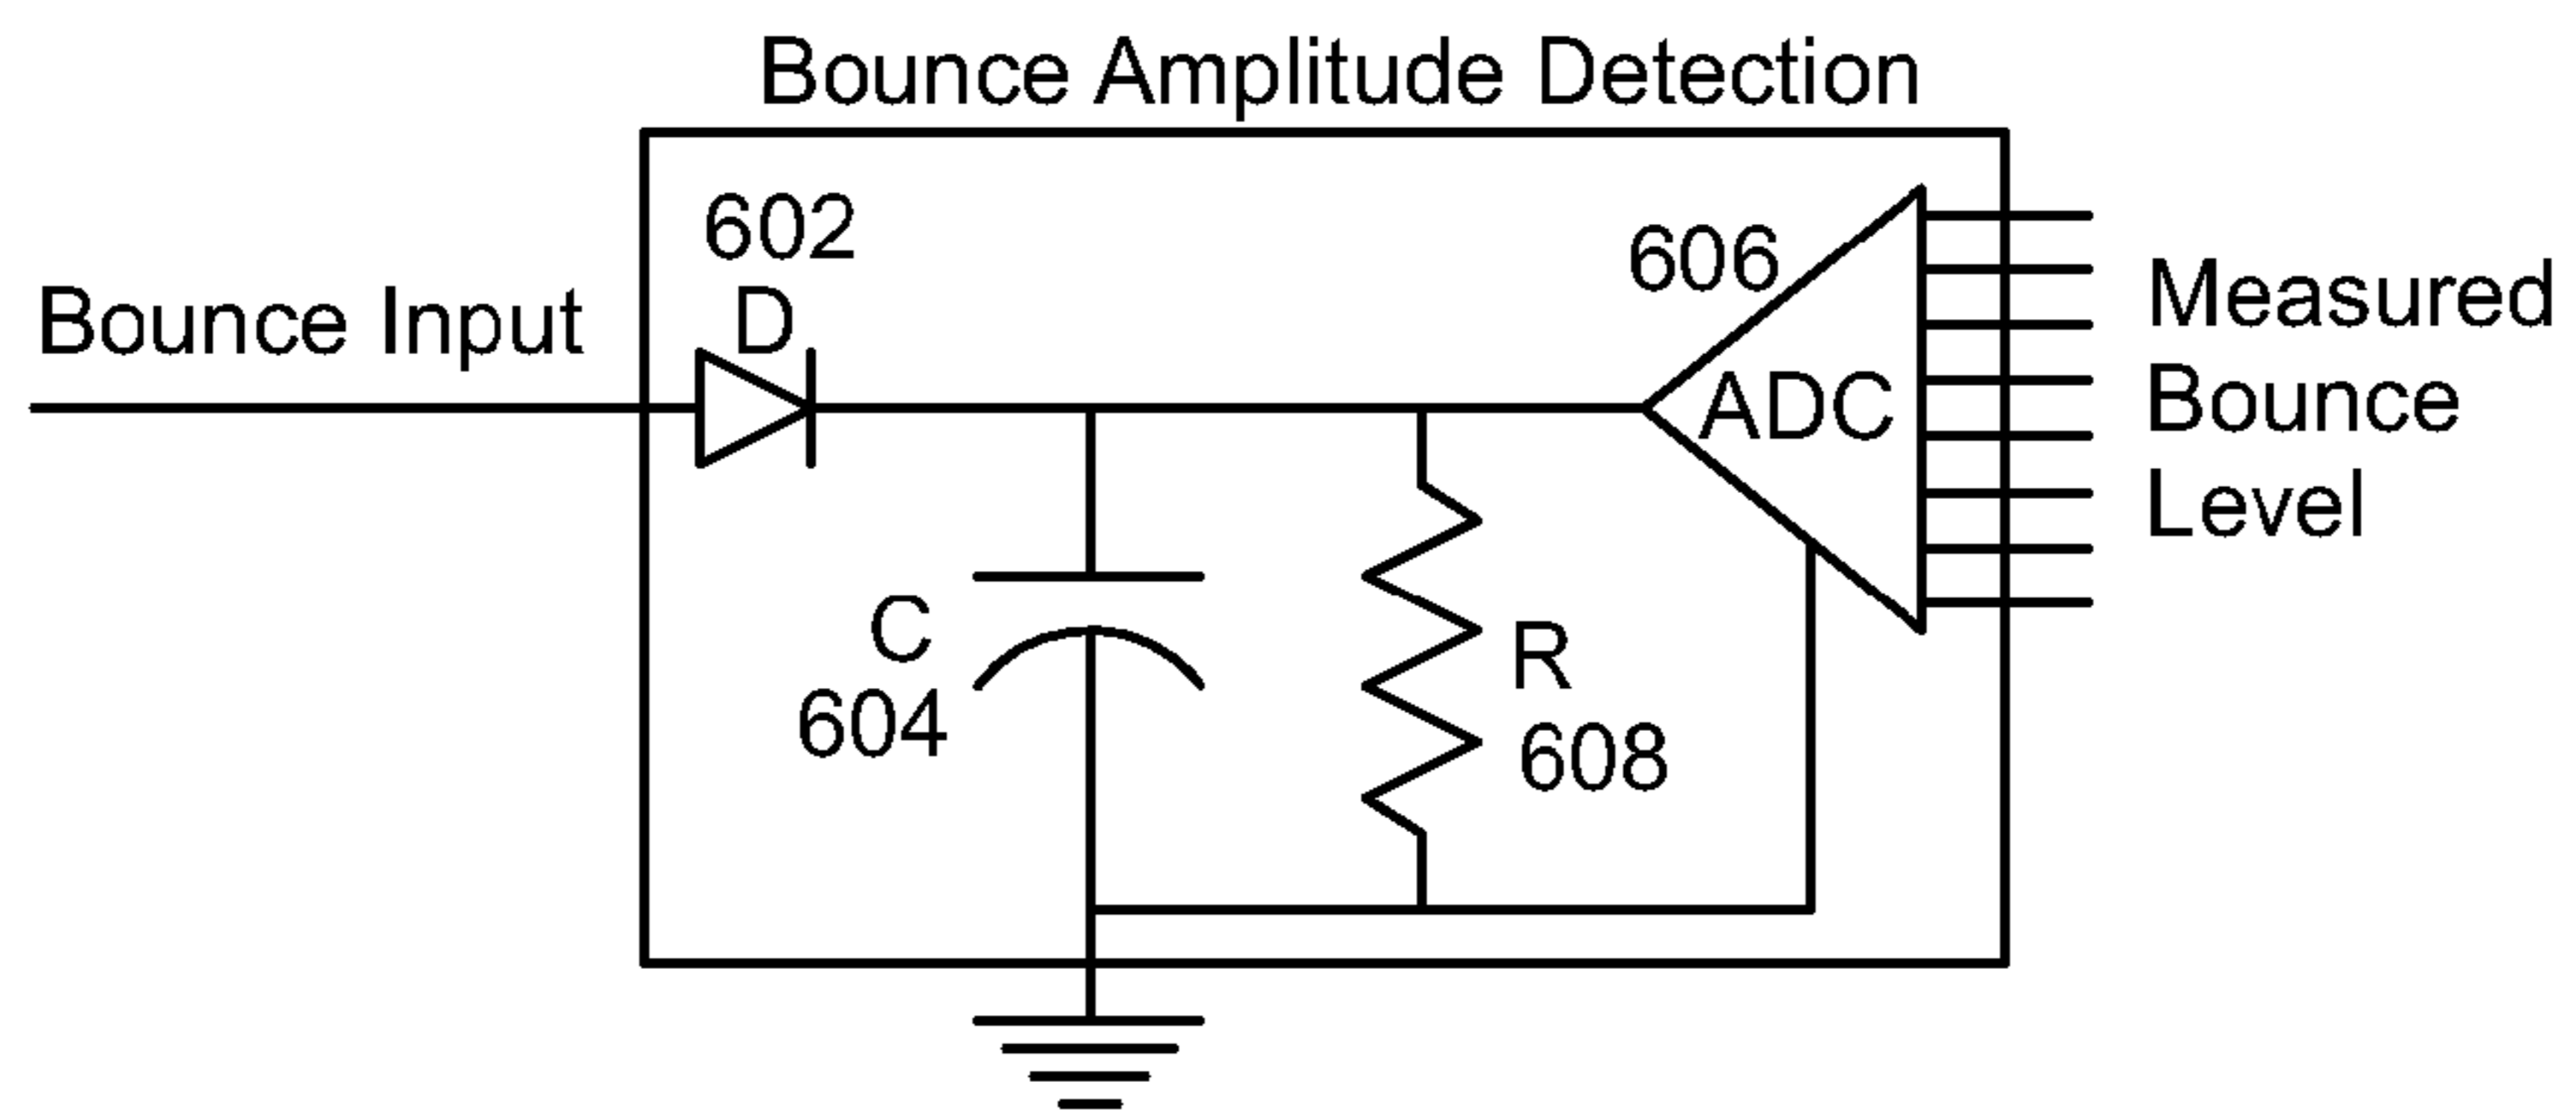 Bounce Amplitude Detection
602
D
Bounce Input
606
ADC
Measured
Bounce
Level
C
604
R
608